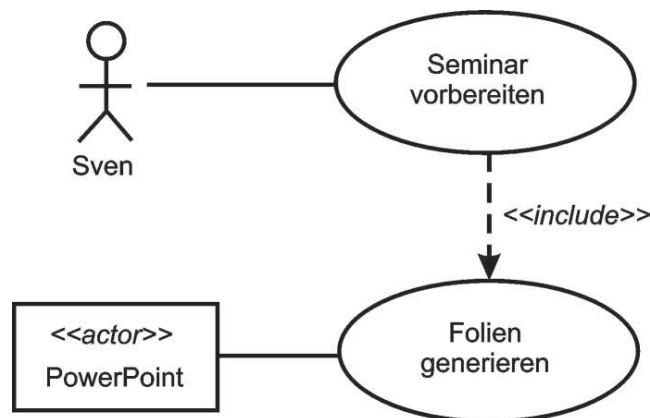 Seminar
vorbereiten
Sven
<<include>>
<<actor>>
PowerPoint
Folien
generieren